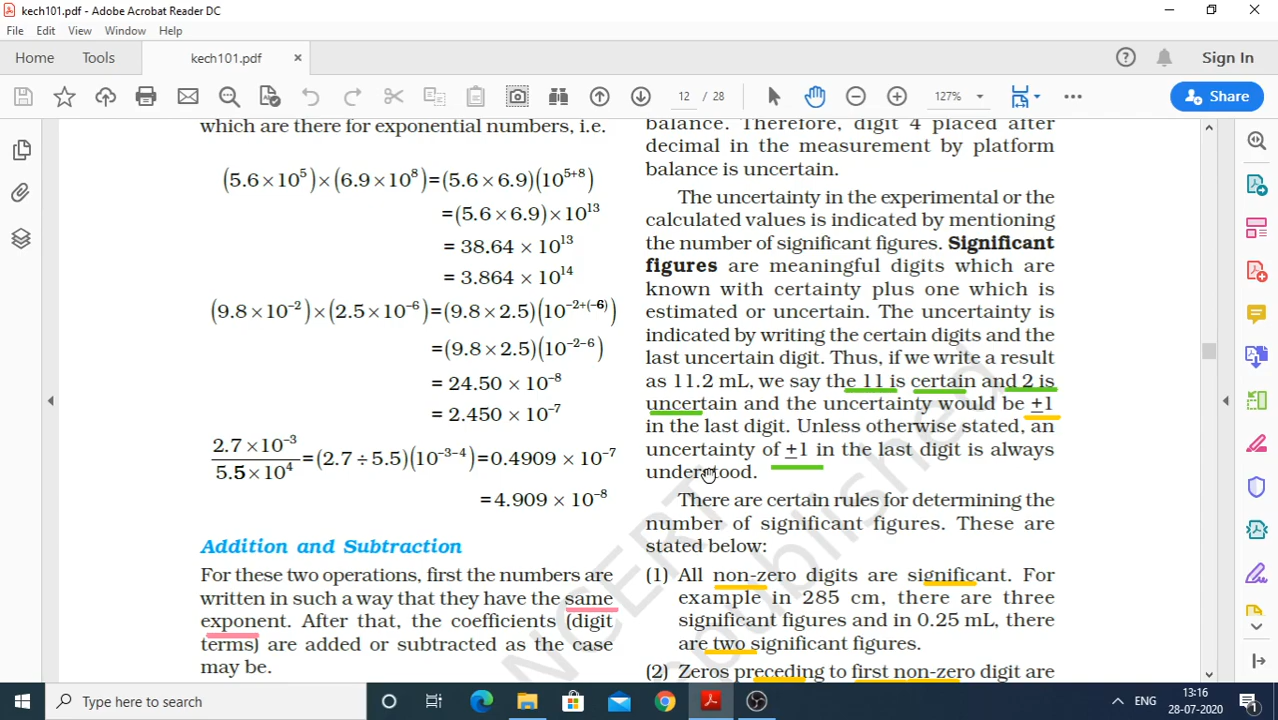 kech101.pdf - Adobe Acrobat Reader DC
File Edit View Window Help
Home Tools kech101.pdf × Sign In
12 / 28 127% Share
which are there for exponential numbers, i.e.
(5.6×10⁵)×(6.9×10⁸)=(5.6×6.9)(10⁵⁺⁸)
=(5.6×6.9)×10¹³
= 38.64 × 10¹³
= 3.864 × 10¹⁴
(9.8×10⁻²)×(2.5×10⁻⁶)=(9.8×2.5)(10⁻²⁺⁽⁻⁶⁾)
=(9.8×2.5)(10⁻²⁻⁶)
= 24.50 × 10⁻⁸
= 2.450 × 10⁻⁷
2.7×10⁻³
5.5×10⁴
=(2.7÷5.5)(10⁻³⁻⁴)=0.4909 × 10⁻⁷
=4.909 × 10⁻⁸
Addition and Subtraction
For these two operations, first the numbers are
written in such a way that they have the same
exponent. After that, the coefficients (digit
terms) are added or subtracted as the case
may be.
balance. Therefore, digit 4 placed after
decimal in the measurement by platform
balance is uncertain.
The uncertainty in the experimental or the
calculated values is indicated by mentioning
the number of significant figures. Significant
figures are meaningful digits which are
known with certainty plus one which is
estimated or uncertain. The uncertainty is
indicated by writing the certain digits and the
last uncertain digit. Thus, if we write a result
as 11.2 mL, we say the 11 is certain and 2 is
uncertain and the uncertainty would be ±1
in the last digit. Unless otherwise stated, an
uncertainty of ±1 in the last digit is always
understood.
There are certain rules for determining the
number of significant figures. These are
stated below:
(1) All non-zero digits are significant. For
example in 285 cm, there are three
significant figures and in 0.25 mL, there
are two significant figures.
(2) Zeros preceding to first non-zero digit are
NCERT
published
Type here to search
ENG
13:16
28-07-2020
1